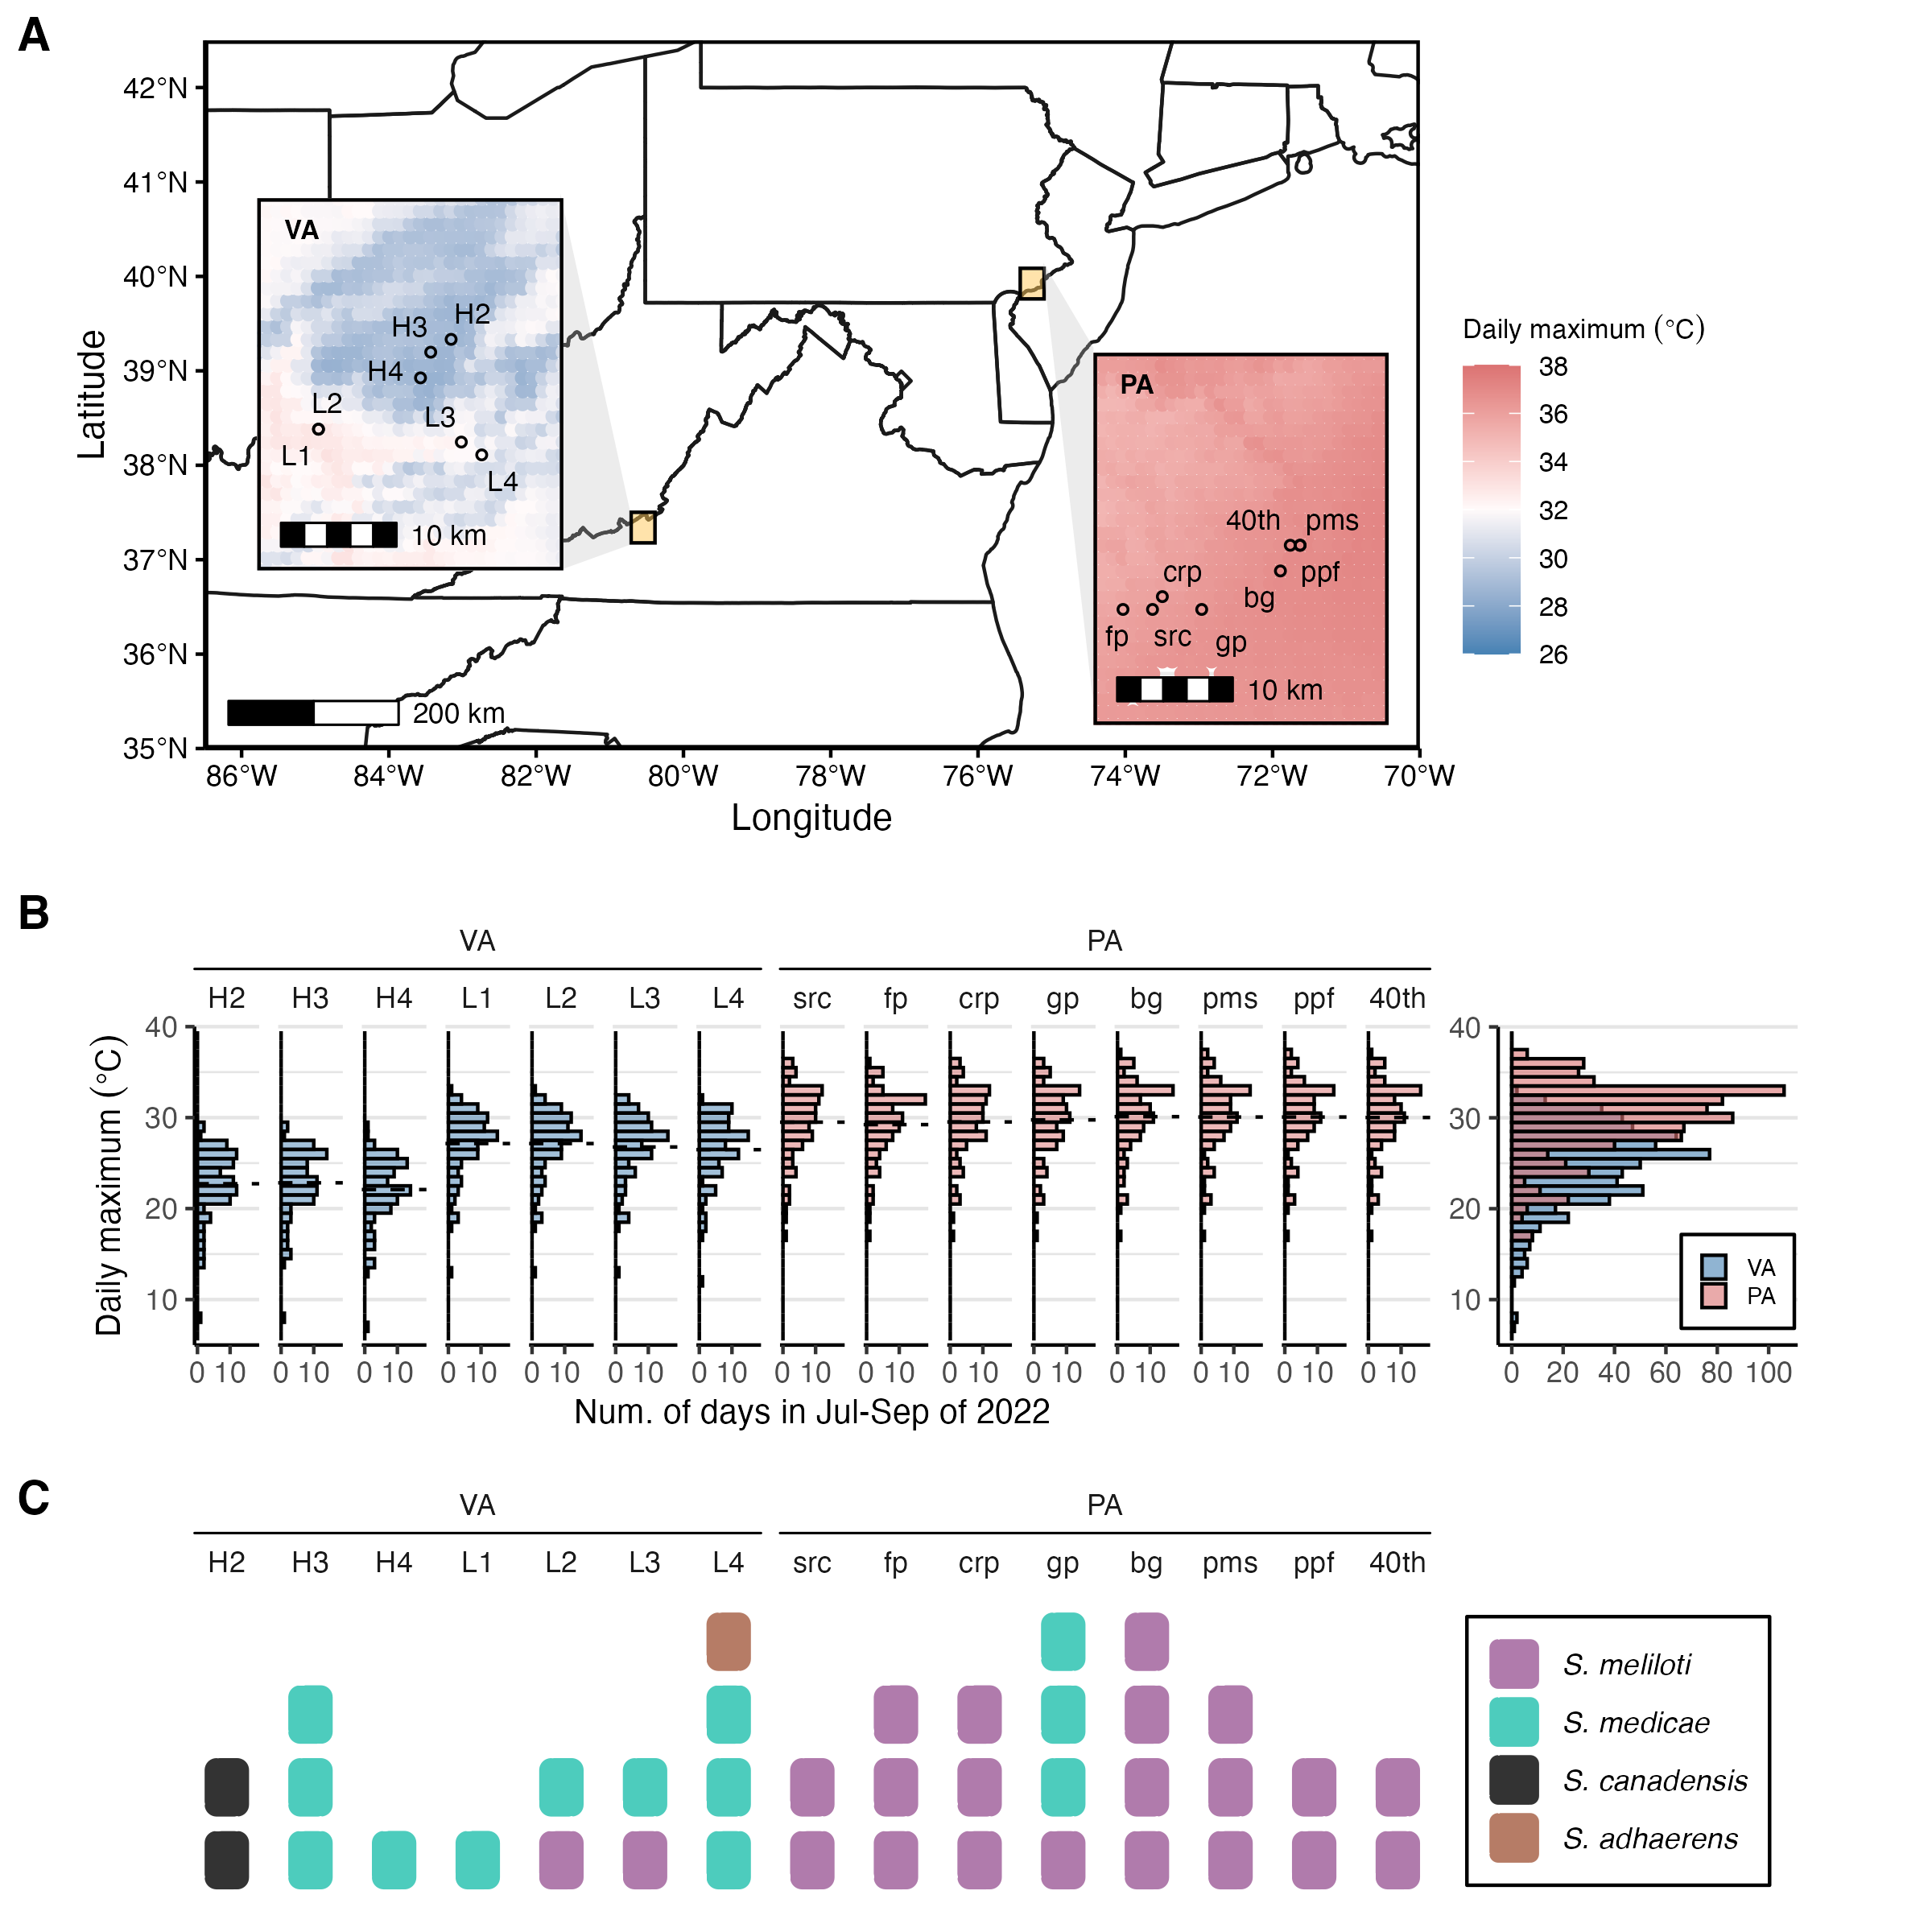 A
42°N
41°N
40°N
39°N
38°N
37°N
36°N
35°N
Latitude
86°W 84°W 82°W 80°W 78°W 76°W 74°W 72°W 70°W
Longitude
200 km
VA
H2
H3
H4
L2
L3
L1
L4
10 km
PA
40th pms
crp ppf
bg
fp src gp
10 km
Daily maximum (°C)
38
36
34
32
30
28
26
B
VA PA
H2 H3 H4 L1 L2 L3 L4 src fp crp gp bg pms ppf 40th
40
30
20
10
Daily maximum (°C)
0 10 0 10 0 10 0 10 0 10 0 10 0 10 0 10 0 10 0 10 0 10 0 10 0 10 0 10 0 10
Num. of days in Jul-Sep of 2022
40
30
20
10
0 20 40 60 80 100
VA
PA
C
VA PA
H2 H3 H4 L1 L2 L3 L4 src fp crp gp bg pms ppf 40th
S. meliloti
S. medicae
S. canadensis
S. adhaerens